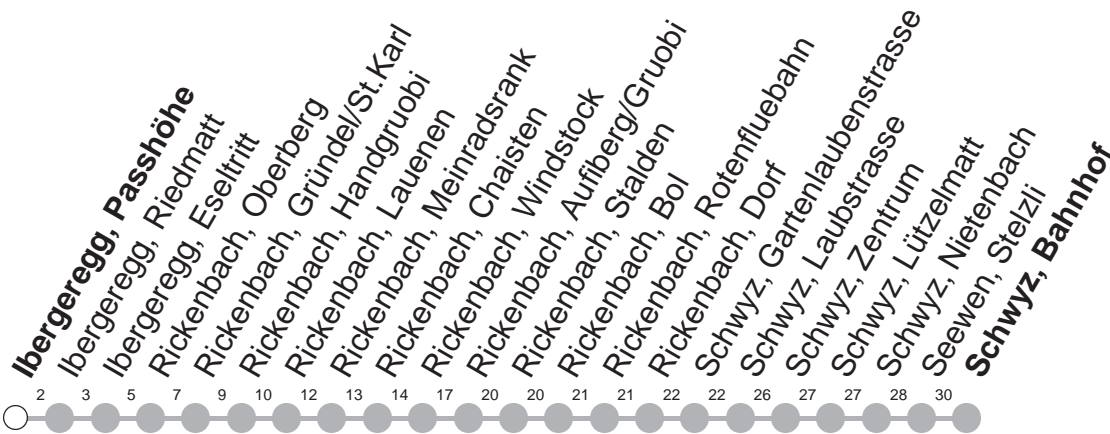 Ibergeregg, Passhöhe
Ibergeregg, Riedmatt
Ibergeregg, Eseltritt
Rickenbach, Oberberg
Rickenbach, Gründel/St.Karl
Rickenbach, Handgruobi
Rickenbach, Lauenen
Rickenbach, Meinradsrank
Rickenbach, Chaisten
Rickenbach, Windstock
Rickenbach, Aufiberg/Gruobi
Rickenbach, Stalden
Rickenbach, Bol
Rickenbach, Rotenfluebahn
Rickenbach, Dorf
Schwyz, Gartenlaubenstrasse
Schwyz, Laubstrasse
Schwyz, Zentrum
Schwyz, Lützelmatt
Schwyz, Nietenbach
Seewen, Stelzli
Schwyz, Bahnhof
2 3 5 7 9 10 12 13 14 17 20 20 21 21 22 22 26 27 27 28 30